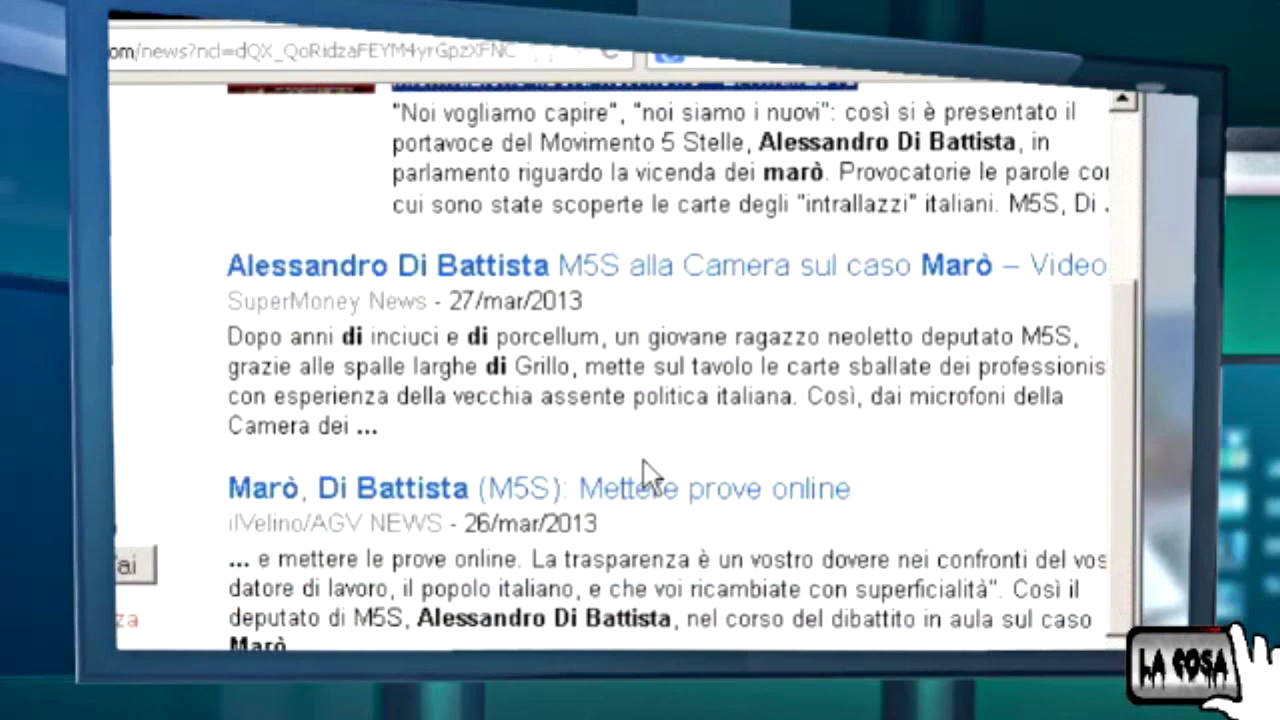 om/news?ncl=dQX_QoRidzaFEYM4yrGpzXFNC
"Noi vogliamo capire", "noi siamo i nuovi": così si è presentato il
portavoce del Movimento 5 Stelle, Alessandro Di Battista, in
parlamento riguardo la vicenda dei marò. Provocatorie le parole con
cui sono state scoperte le carte degli "intrallazzi" italiani. M5S, Di .
Alessandro Di Battista M5S alla Camera sul caso Marò – Video
SuperMoney News - 27/mar/2013
Dopo anni di inciuci e di porcellum, un giovane ragazzo neoletto deputato M5S,
grazie alle spalle larghe di Grillo, mette sul tavolo le carte sballate dei professionis
con esperienza della vecchia assente politica italiana. Così, dai microfoni della
Camera dei ...
Marò, Di Battista (M5S): Mettete prove online
ilVelino/AGV NEWS - 26/mar/2013
... e mettere le prove online. La trasparenza è un vostro dovere nei confronti del vos
ai
datore di lavoro, il popolo italiano, e che voi ricambiate con superficialità". Così il
za
deputato di M5S, Alessandro Di Battista, nel corso del dibattito in aula sul caso
Marò
LA COSA